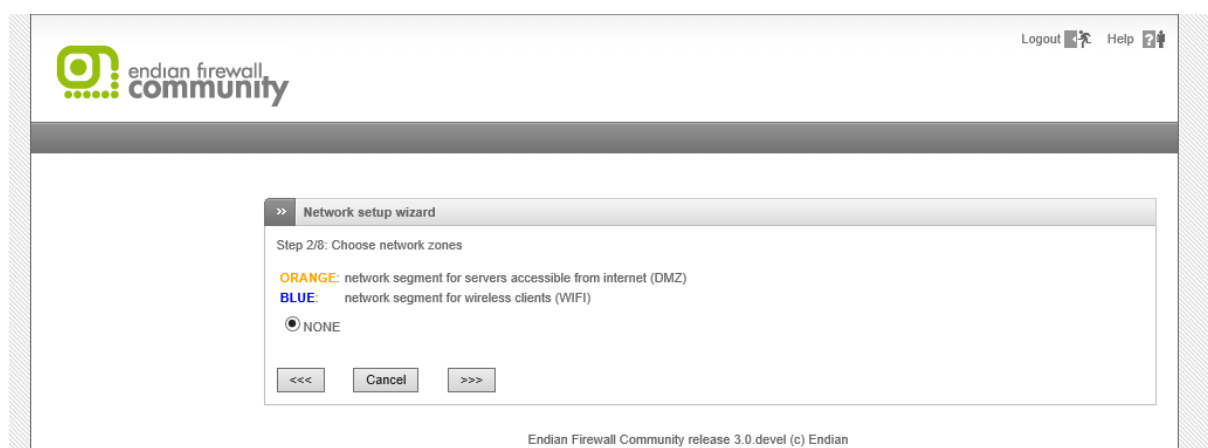 Logout Help
endian firewall
community
Network setup wizard
Step 2/8: Choose network zones
ORANGE: network segment for servers accessible from internet (DMZ)
BLUE: network segment for wireless clients (WIFI)
NONE
<<< Cancel >>>
Endian Firewall Community release 3.0.devel (c) Endian